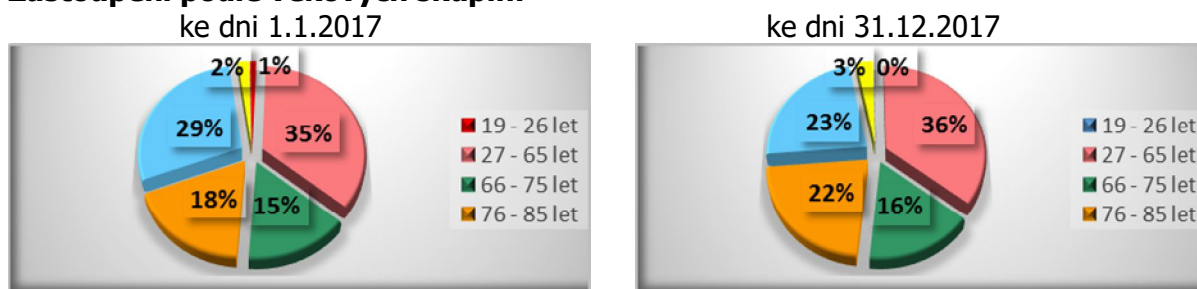 ke dni 1.1.2017
2% 1%
29% 35%
18% 15%
19 - 26 let
27 - 65 let
66 - 75 let
76 - 85 let
ke dni 31.12.2017
3% 0%
23% 36%
22% 16%
19 - 26 let
27 - 65 let
66 - 75 let
76 - 85 let